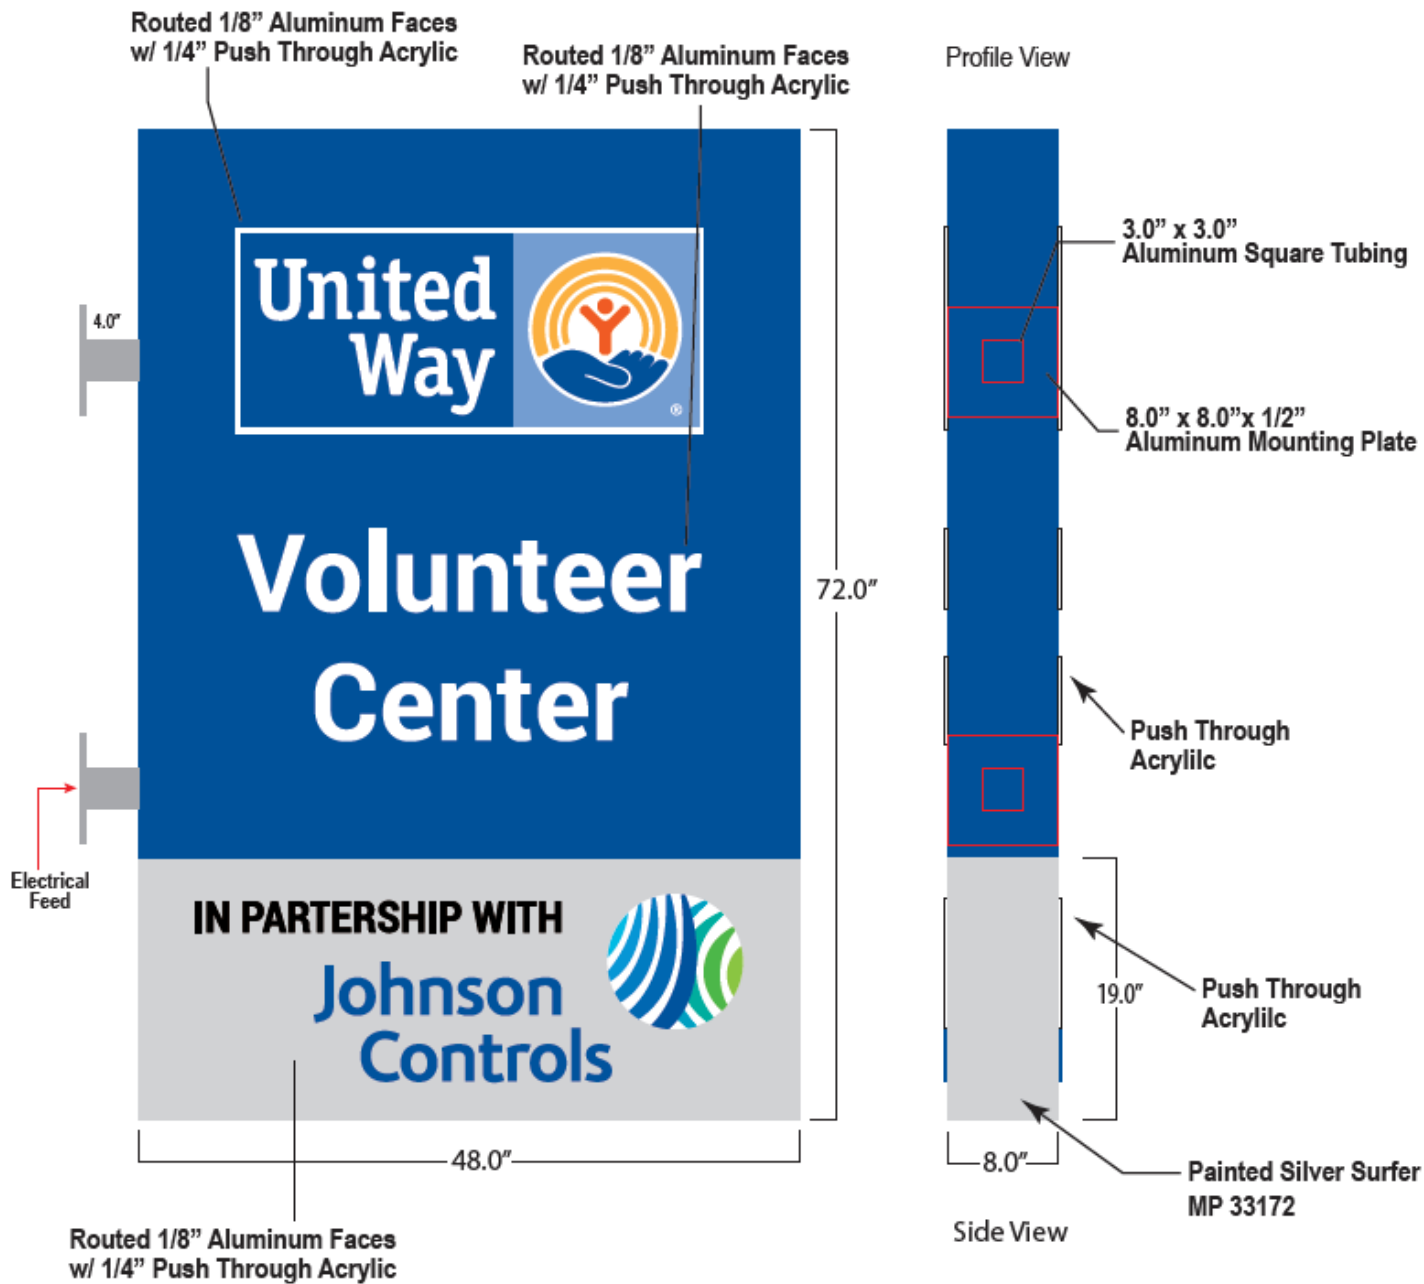 Routed 1/8” Aluminum Faces
w/ 1/4” Push Through Acrylic
Routed 1/8” Aluminum Faces
w/ 1/4” Push Through Acrylic
Profile View
United
Way
®
4.0”
3.0” x 3.0”
Aluminum Square Tubing
8.0” x 8.0”x 1/2”
Aluminum Mounting Plate
Volunteer
Center
72.0”
Push Through
Acrylilc
Electrical
Feed
IN PARTERSHIP WITH
Johnson
Controls
19.0”
Push Through
Acrylilc
48.0”
8.0”
Painted Silver Surfer
MP 33172
Side View
Routed 1/8” Aluminum Faces
w/ 1/4” Push Through Acrylic